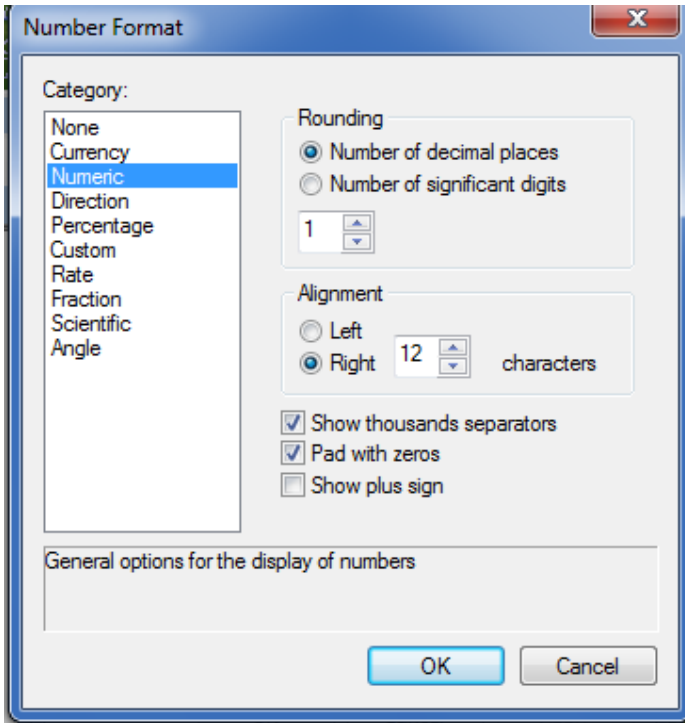 Number Format
Category:
None
Currency
Numeric
Direction
Percentage
Custom
Rate
Fraction
Scientific
Angle
Rounding
Number of decimal places
Number of significant digits
1
Alignment
Left
Right 12 characters
Show thousands separators
Pad with zeros
Show plus sign
General options for the display of numbers
OK Cancel